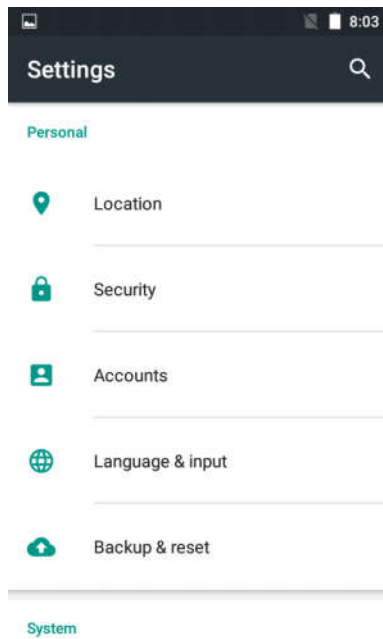 8:03
Settings
Personal
Location
Security
Accounts
Language & input
Backup & reset
System